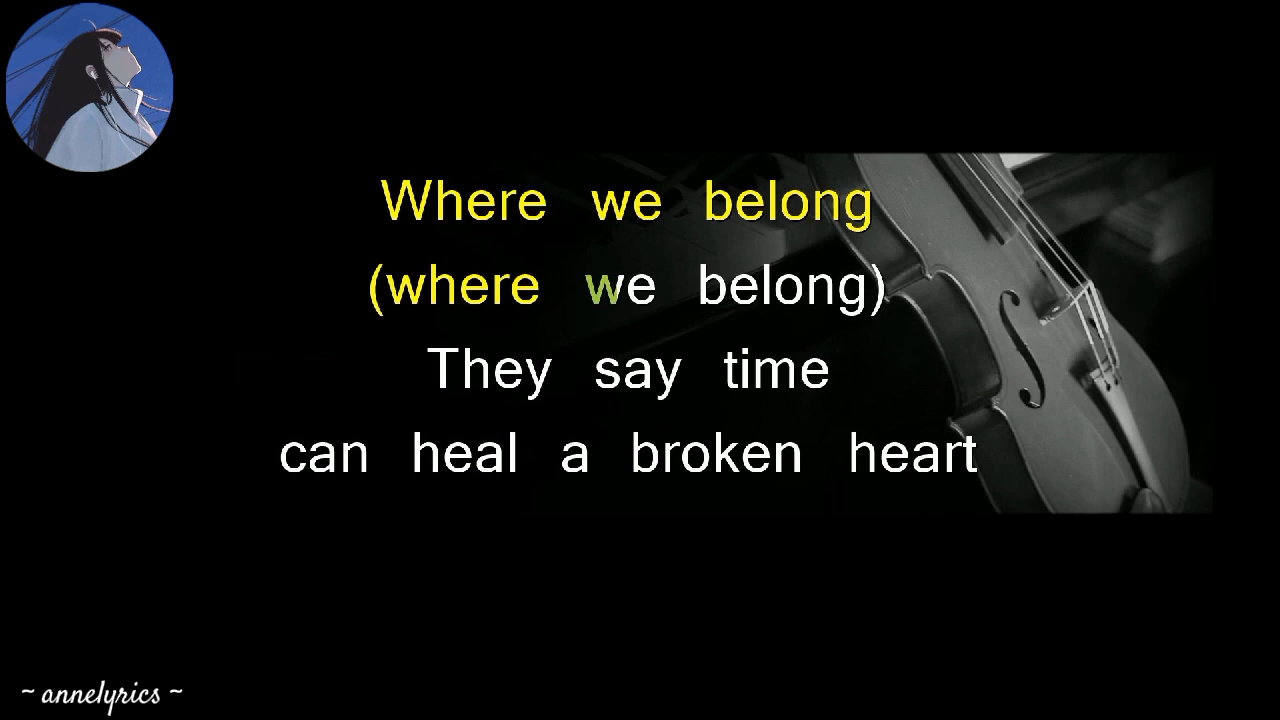 Where we belong
(where we belong)
They say time
can heal a broken heart
~ annelyrics ~